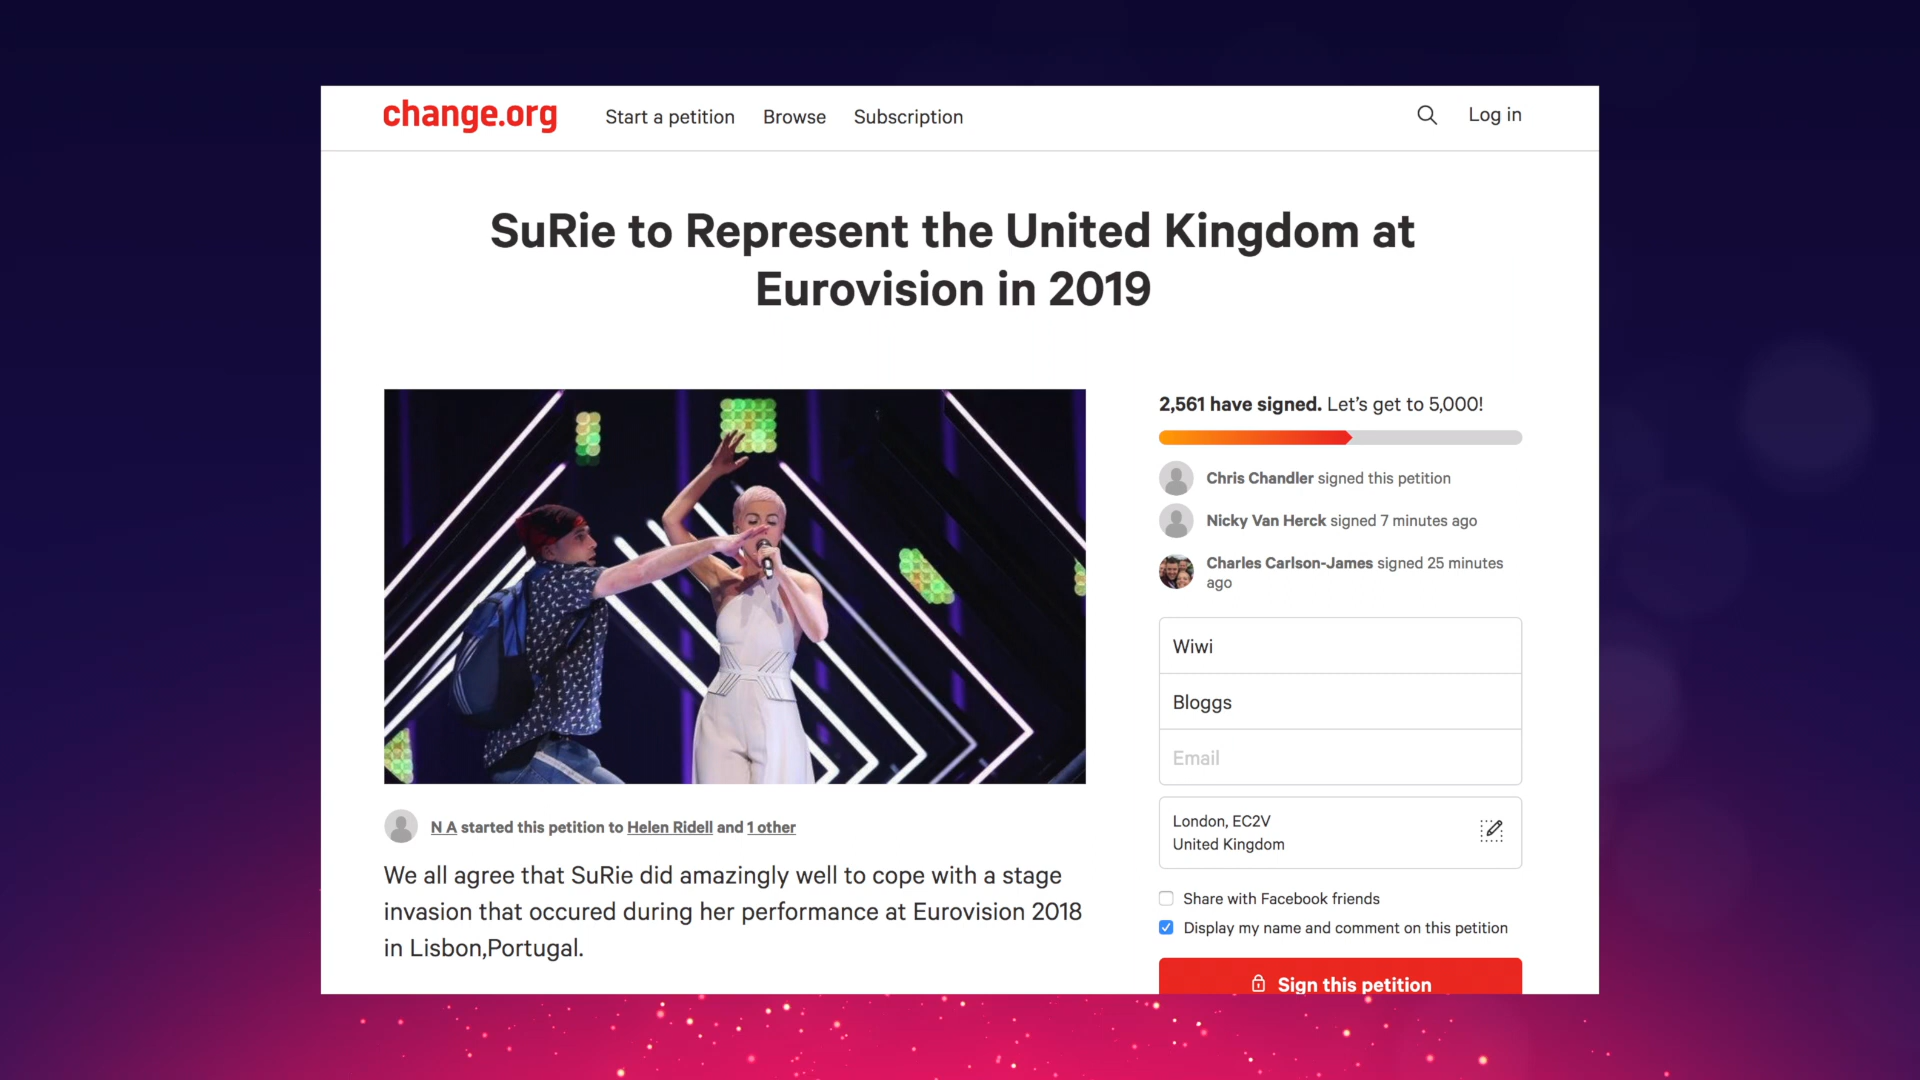 change.org
Start a petition Browse Subscription
Log in
SuRie to Represent the United Kingdom at
Eurovision in 2019
2,561 have signed. Let's get to 5,000!
Chris Chandler signed this petition
Nicky Van Herck signed 7 minutes ago
Charles Carlson-James signed 25 minutes
ago
Wiwi
Bloggs
Email
London, EC2V
United Kingdom
Share with Facebook friends
Display my name and comment on this petition
Sign this petition
N A started this petition to Helen Ridell and 1 other
We all agree that SuRie did amazingly well to cope with a stage
invasion that occured during her performance at Eurovision 2018
in Lisbon,Portugal.